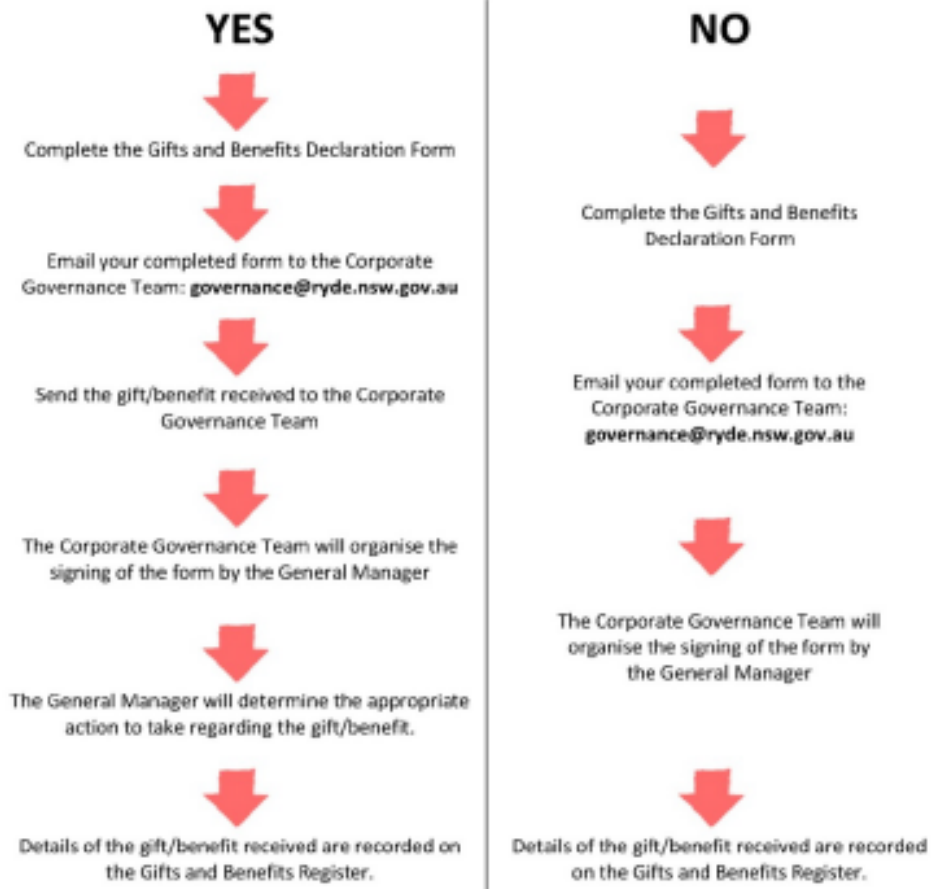 YES
Complete the Gifts and Benefits Declaration Form
Email your completed form to the Corporate
Governance Team: governance@ryde.nsw.gov.au
Send the gift/benefit received to the Corporate
Governance Team
The Corporate Governance Team will organise the
signing of the form by the General Manager
The General Manager will determine the appropriate
action to take regarding the gift/benefit.
Details of the gift/benefit received are recorded on
the Gifts and Benefits Register.
NO
Complete the Gifts and Benefits
Declaration Form
Email your completed form to the
Corporate Governance Team:
governance@ryde.nsw.gov.au
The Corporate Governance Team will
organise the signing of the form by
the General Manager
Details of the gift/benefit received are recorded
on the Gifts and Benefits Register.